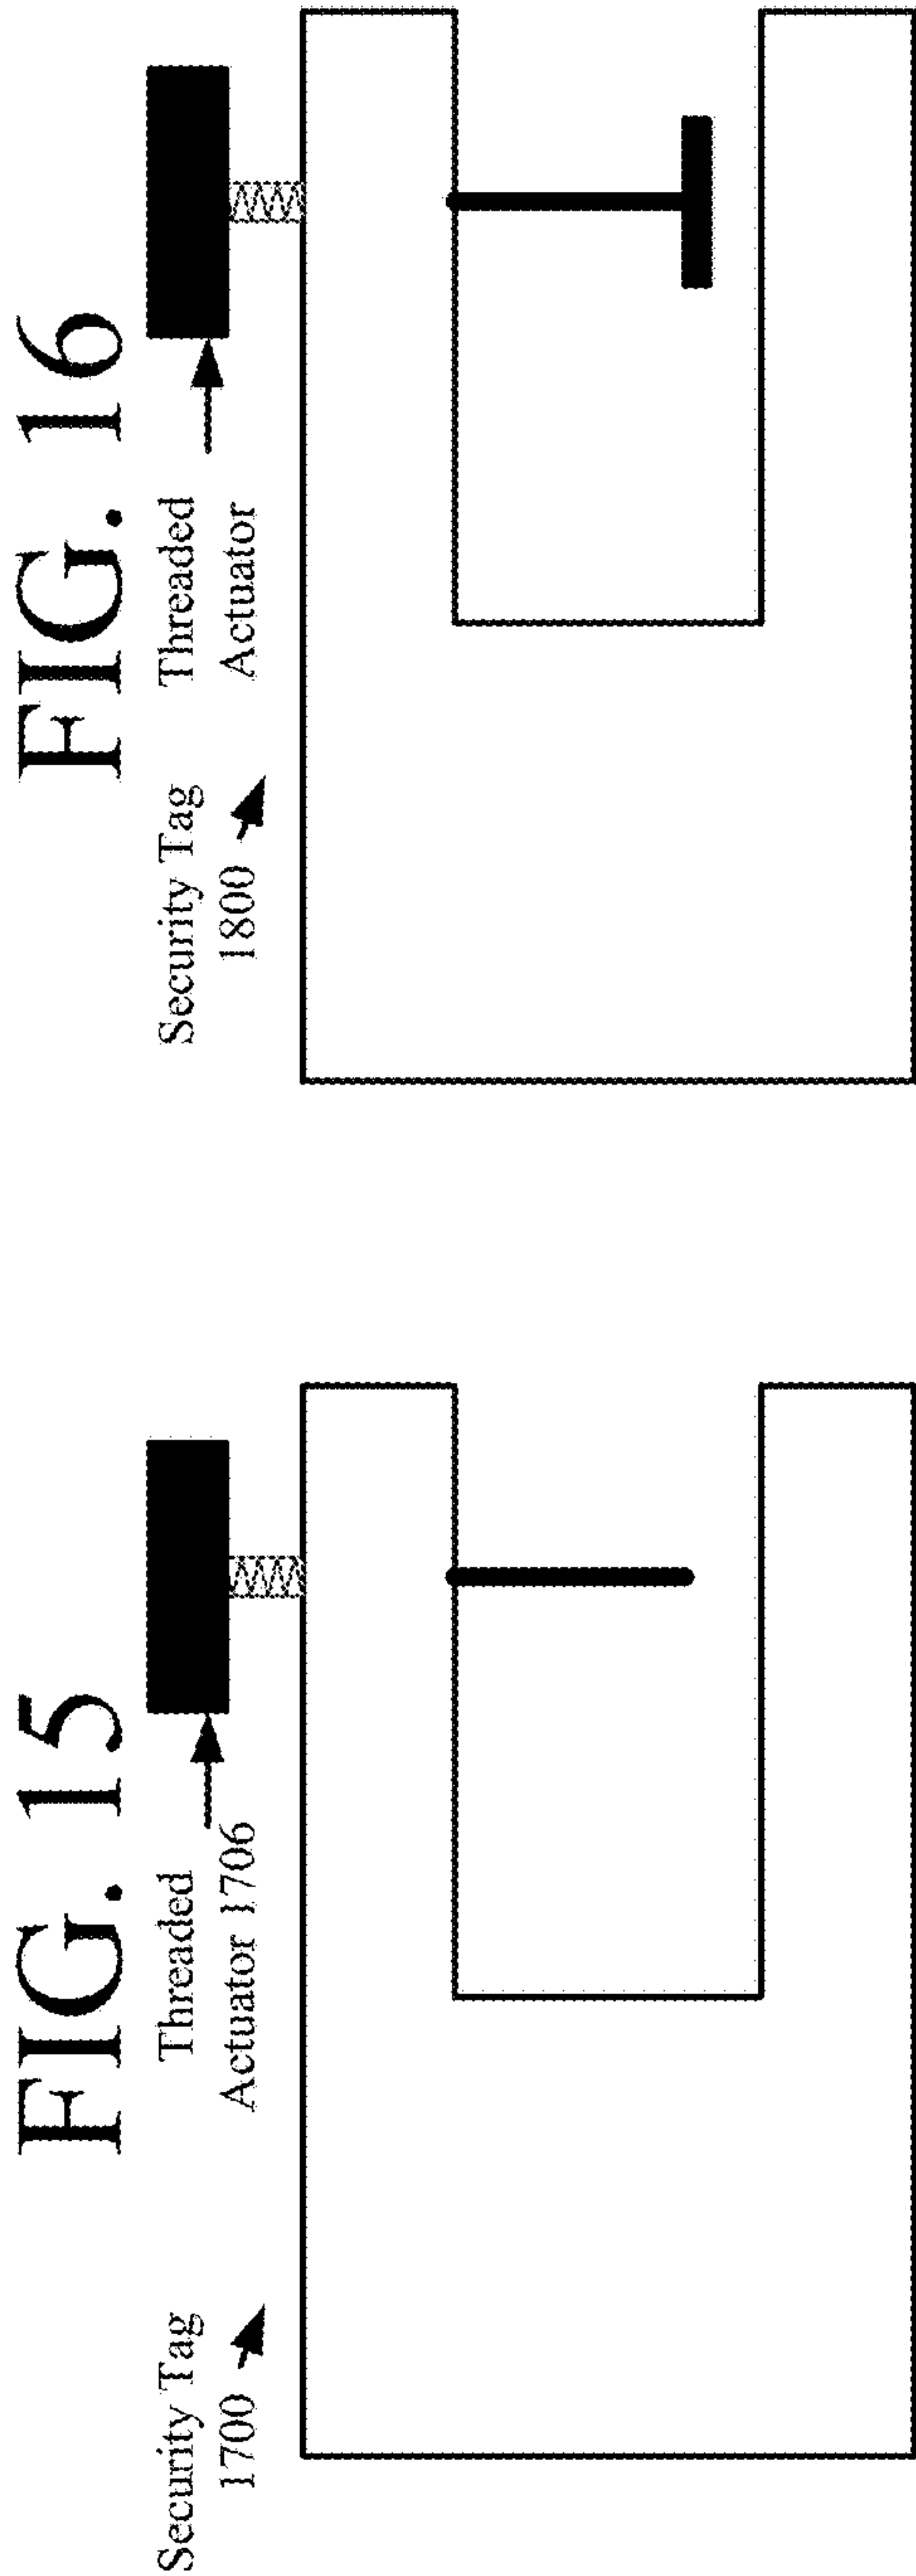 FIG. 15
Security Tag
1700
Threaded
Actuator 1706
FIG. 16
Security Tag
1800
Threaded
Actuator